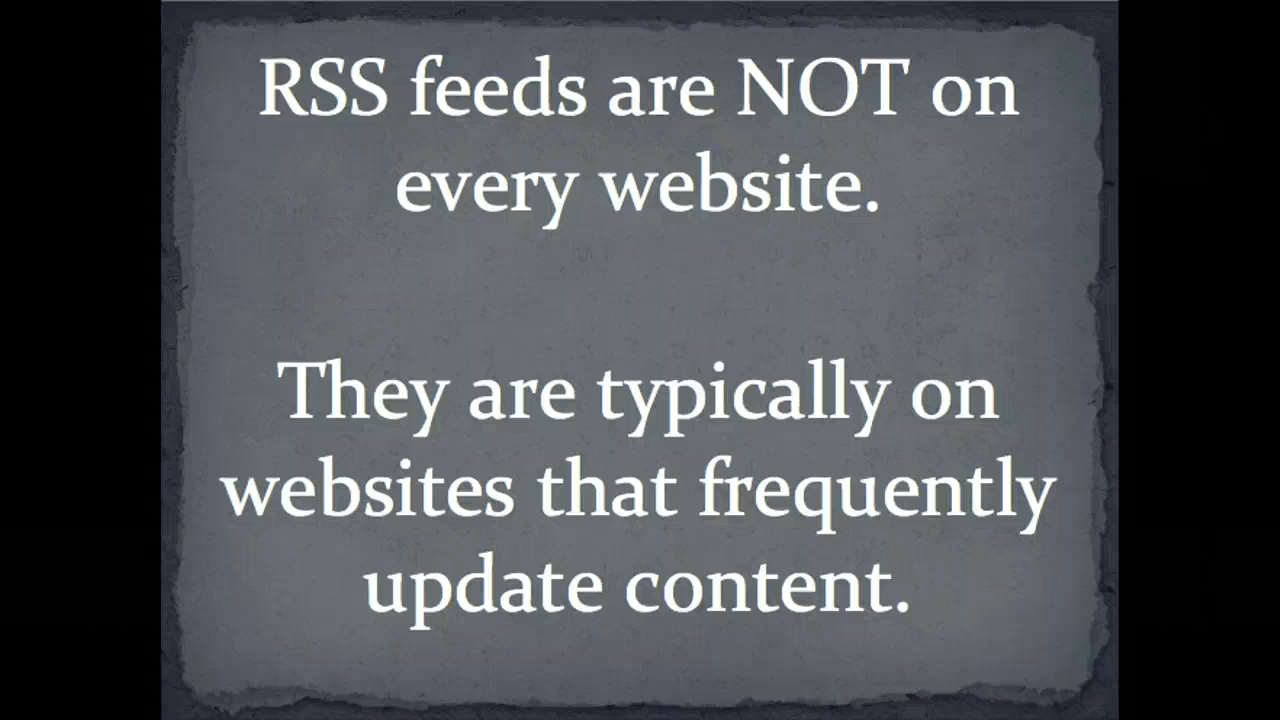 RSS feeds are NOT on
every website.
They are typically on
websites that frequently
update content.